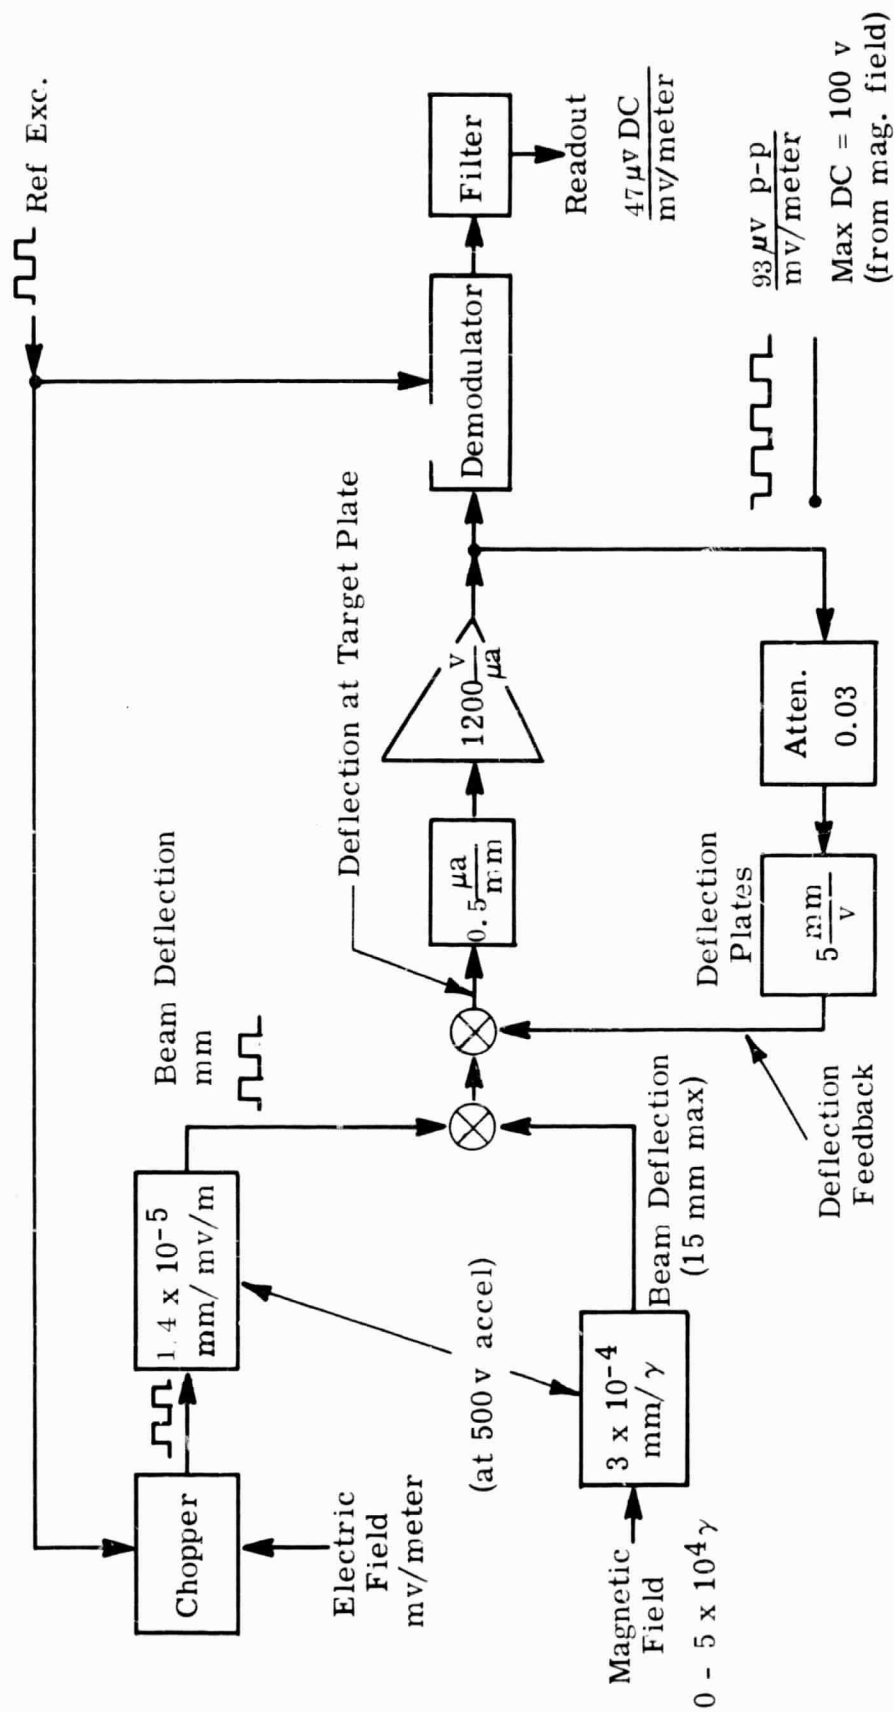 Ref Exc.
Chopper
Electric
Field
mv/meter
1.4 x 10-5
mm/ mv/m
Beam Deflection
mm
(at 500 v accel)
Magnetic
Field
0 - 5 x 10⁴ γ
3 x 10-4
mm/ γ
Beam Deflection
(15 mm max)
Deflection at Target Plate
0.5 μa
mm
1200 v
μa
Demodulator
Filter
Readout
47 μv DC
mv/meter
Deflection
Feedback
Deflection
Plates
5 mm
v
Atten.
0.03
93 μv p-p
mv/meter
Max DC = 100 v
(from mag. field)